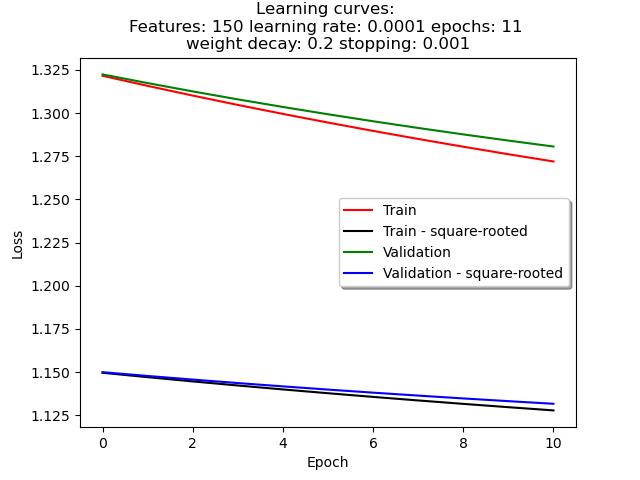 Learning curves:
Features: 150 learning rate: 0.0001 epochs: 11
weight decay: 0.2 stopping: 0.001
1.325
1.300
1.275
1.250
1.225
1.200
1.175
1.150
1.125
Loss
Train
Train - square-rooted
Validation
Validation - square-rooted
0 2 4 6 8 10
Epoch